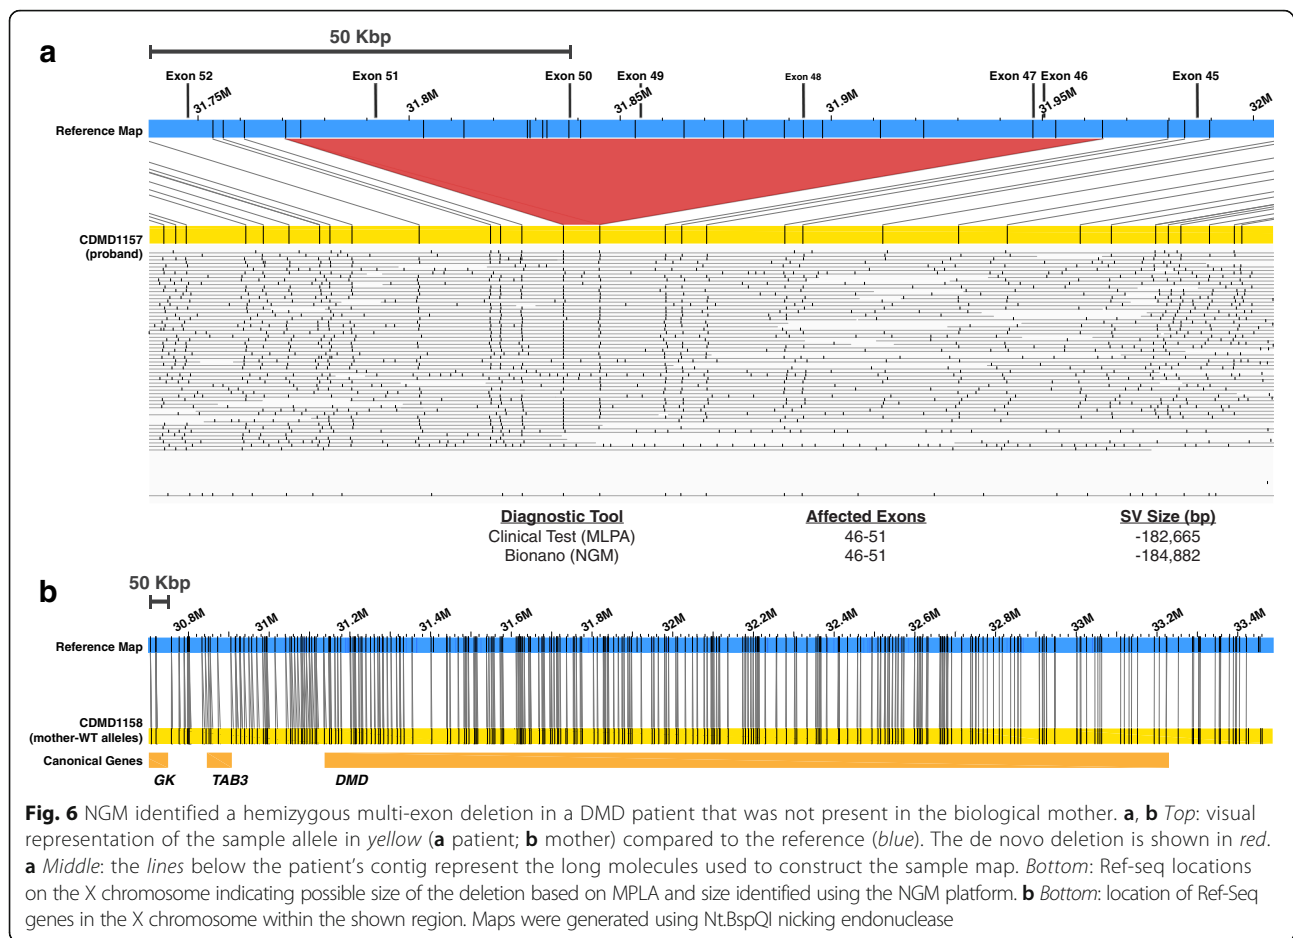 a
50 Kbp
Exon 52
Exon 51
Exon 50
Exon 49
Exon 48
Exon 47
Exon 46
Exon 45
31.75M
31.8M
31.85M
31.9M
31.95M
32M
Reference Map
CDMD1157
(proband)
Diagnostic Tool Affected Exons SV Size (bp)
Clinical Test (MLPA) 46-51 -182,665
Bionano (NGM) 46-51 -184,882
b
50 Kbp
30.8M
31M
31.2M
31.4M
31.6M
31.8M
32M
32.2M
32.4M
32.6M
32.8M
33M
33.2M
33.4M
Reference Map
CDMD1158
(mother-WT alleles)
Canonical Genes
GK
TAB3
DMD
Fig. 6 NGM identified a hemizygous multi-exon deletion in a DMD patient that was not present in the biological mother. a, b Top: visual
representation of the sample allele in yellow (a patient; b mother) compared to the reference (blue). The de novo deletion is shown in red.
a Middle: the lines below the patient's contig represent the long molecules used to construct the sample map. Bottom: Ref-seq locations
on the X chromosome indicating possible size of the deletion based on MPLA and size identified using the NGM platform. b Bottom: location of Ref-Seq
genes in the X chromosome within the shown region. Maps were generated using Nt.BspQI nicking endonuclease